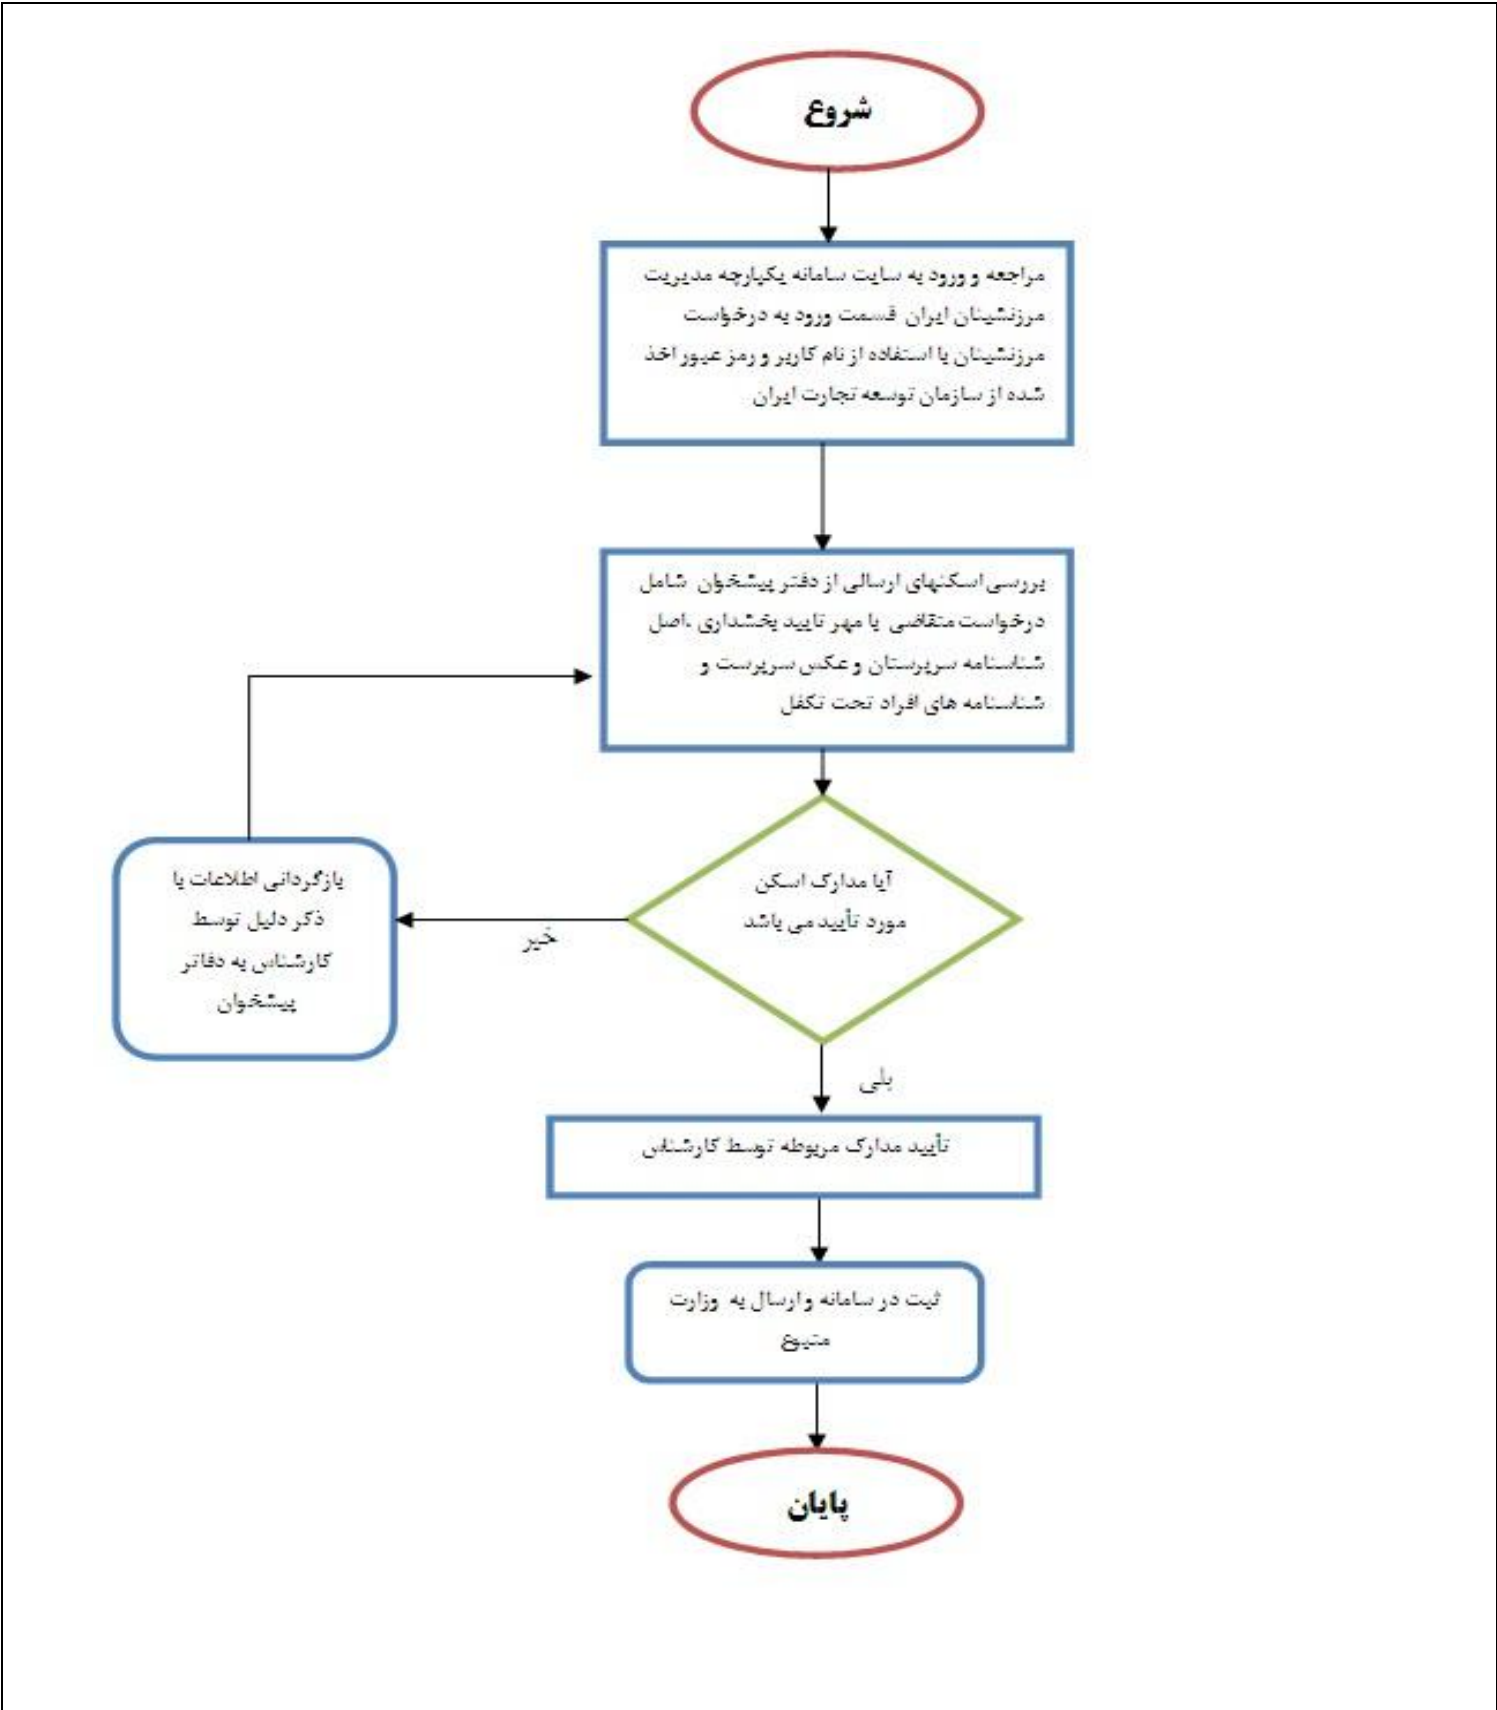 شروع
مراجعه و ورود به سایت سامانه یکپارچه مدیریت
مرزنشینان ایران قسمت ورود به درخواست
مرزنشینان با استفاده از نام کاربر و رمز عبور اخذ
شده از سازمان توسعه تجارت ایران
بررسی اسکنهای ارسالی از دفتر پیشخوان شامل
درخواست متقاضی با مهر تایید بخشداری ،اصل
شناسنامه سرپرستان و عکس سرپرست و
شناسنامه های افراد تحت تکفل
آیا مدارک اسکن
مورد تأیید می باشد
خیر
بازگردانی اطلاعات با
ذکر دلیل توسط
کارشناس به دفاتر
پیشخوان
بلی
تأیید مدارک مربوطه توسط کارشناس
ثبت در سامانه و ارسال به وزارت
متبوع
پایان